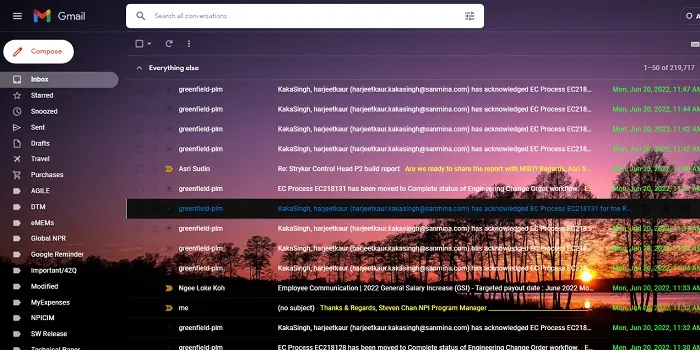 Gmail
Search all conversations
Compose
Everything else
1–50 of 219,717
Inbox
Starred
Snoozed
Sent
Drafts
Travel
Purchases
AGILE
DTM
eMEMs
Global NPR
Google Reminder
Important/42Q
Modified
MyExpenses
NPICIM
SW Release
Technical Paper
greenfield-plm KakaSingh, harjeetkaur (harjeetkaur.kakasingh@sanmina.com) has acknowledged EC Process EC218... Mon, Jun 20, 2022, 11:47 AM
greenfield-plm KakaSingh, harjeetkaur (harjeetkaur.kakasingh@sanmina.com) has acknowledged EC Process EC218... Mon, Jun 20, 2022, 11:44 AM
greenfield-plm KakaSingh, harjeetkaur (harjeetkaur.kakasingh@sanmina.com) has acknowledged EC Process EC218... Mon, Jun 20, 2022, 11:42 AM
greenfield-plm KakaSingh, harjeetkaur (harjeetkaur.kakasingh@sanmina.com) has acknowledged EC Process EC218... Mon, Jun 20, 2022, 11:42 AM
Asri Sudin Re: Stryker Control Head P2 build report Are we ready to share the report with MSI?? Regards, Asri S... Mon, Jun 20, 2022,
greenfield-plm EC Process EC218131 has been moved to Complete status of Engineering Change Order workflow. E... Mon, Jun 20, 2022,
greenfield-plm KakaSingh, harjeetkaur (harjeetkaur.kakasingh@sanmina.com) has acknowledged EC Process EC218131 for the R... Mon, Jun 20, 2022,
greenfield-plm KakaSingh, harjeetkaur (harjeetkaur.kakasingh@sanmina.com) has acknowledged EC Process EC218... Mon, Jun 20, 2022,
greenfield-plm KakaSingh, harjeetkaur (harjeetkaur.kakasingh@sanmina.com) has acknowledged EC Process EC218... Mon, Jun 20, 2022,
greenfield-plm KakaSingh, harjeetkaur (harjeetkaur.kakasingh@sanmina.com) has acknowledged EC Process EC218... Mon, Jun 20, 2022,
Ngee Loke Koh Employee Communication | 2022 General Salary Increase (GSI) - Targeted payout date : June 2022 Mo... Mon, Jun 20, 2022, 11:33 AM
me (no subject) - Thanks & Regards, Steven Chan NPI Program Manager Mon, Jun 20, 2022, 11:32 AM
greenfield-plm KakaSingh, harjeetkaur (harjeetkaur.kakasingh@sanmina.com) has acknowledged EC Process EC218... Mon, Jun 20, 2022, 11:32 AM
greenfield-plm EC Process EC218128 has been moved to Complete status of Engineering Change Order workflow. E... Mon, Jun 20, 2022,